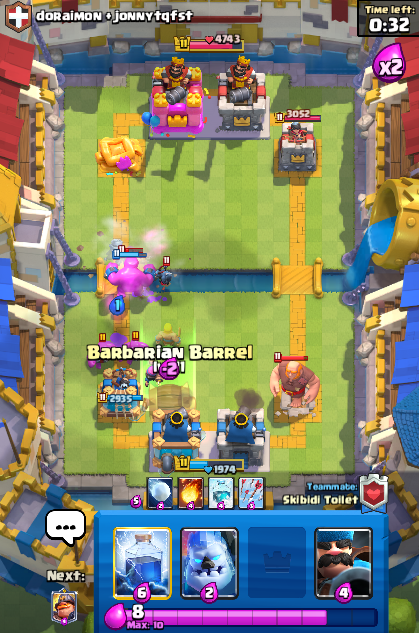 doraimon + jonnytqfst
Time left:
0:32
4743
x2
3052
Barbarian Barrel
-2
2935
1974
Teammate:
Skibidi Toilet
5
...
Next:
6
2
4
8
Max: 10